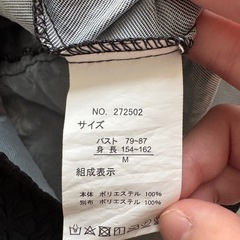 NO. 272502
サイズ
バスト 79~87
身長 154~162
M
組成表示
本体 ポリエステル 100%
別布 ポリエステル 100%